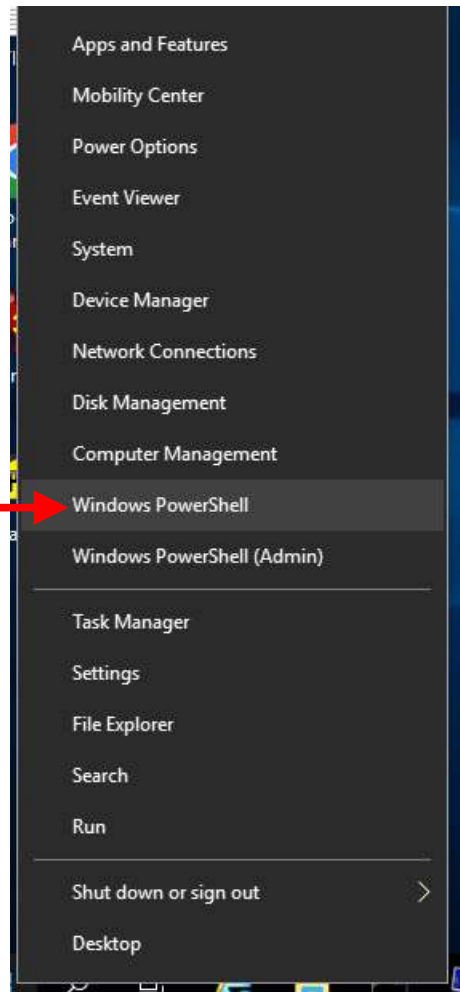 Apps and Features
Mobility Center
Power Options
Event Viewer
System
Device Manager
Network Connections
Disk Management
Computer Management
Windows PowerShell
Windows PowerShell (Admin)
Task Manager
Settings
File Explorer
Search
Run
Shut down or sign out
Desktop